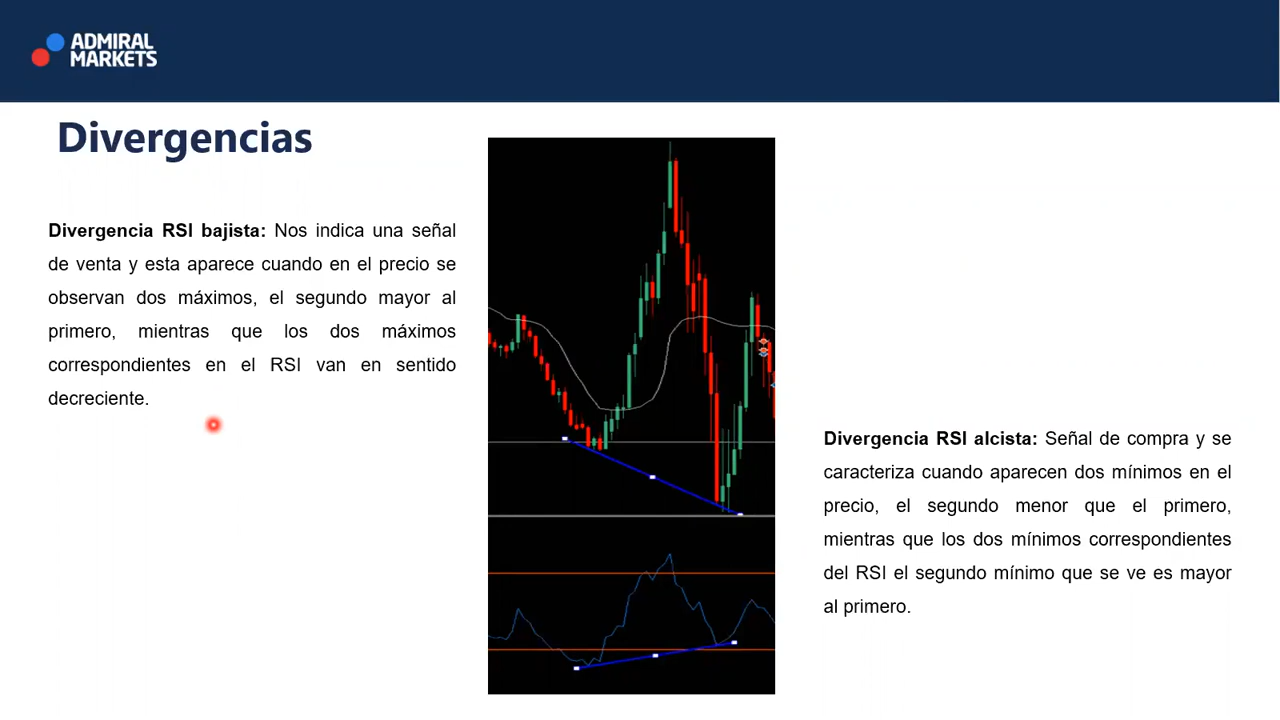 ADMIRAL
MARKETS
Divergencias
Divergencia RSI bajista: Nos indica una señal
de venta y esta aparece cuando en el precio se
observan dos máximos, el segundo mayor al
primero, mientras que los dos máximos
correspondientes en el RSI van en sentido
decreciente.
Divergencia RSI alcista: Señal de compra y se
caracteriza cuando aparecen dos mínimos en el
precio, el segundo menor que el primero,
mientras que los dos mínimos correspondientes
del RSI el segundo mínimo que se ve es mayor
al primero.